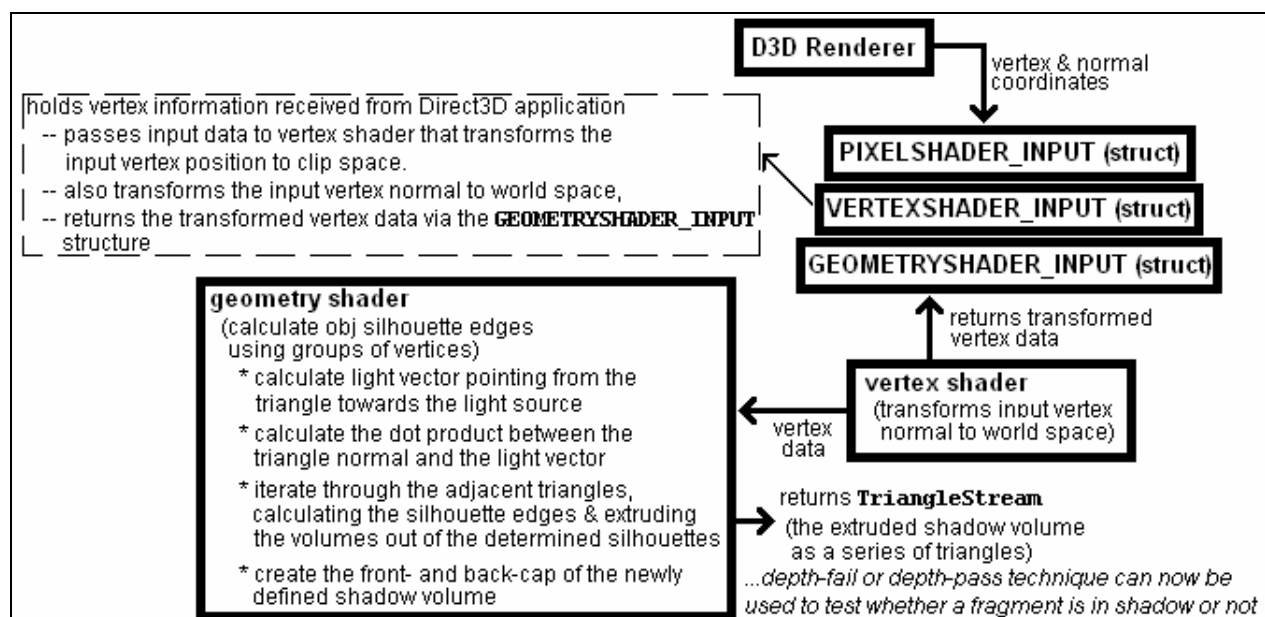 D3D Renderer
vertex & normal
coordinates
holds vertex information received from Direct3D application
-- passes input data to vertex shader that transforms the
input vertex position to clip space.
-- also transforms the input vertex normal to world space,
-- returns the transformed vertex data via the GEOMETRYSHADER_INPUT
structure
PIXELSHADER_INPUT (struct)
VERTEXSHADER_INPUT (struct)
GEOMETRYSHADER_INPUT (struct)
returns transformed
vertex data
vertex shader
(transforms input vertex
normal to world space)
vertex
data
geometry shader
(calculate obj silhouette edges
using groups of vertices)
* calculate light vector pointing from the
triangle towards the light source
* calculate the dot product between the
triangle normal and the light vector
* iterate through the adjacent triangles,
calculating the silhouette edges & extruding
the volumes out of the determined silhouettes
* create the front- and back-cap of the newly
defined shadow volume
returns TriangleStream
(the extruded shadow volume
as a series of triangles)
...depth-fail or depth-pass technique can now be
used to test whether a fragment is in shadow or not